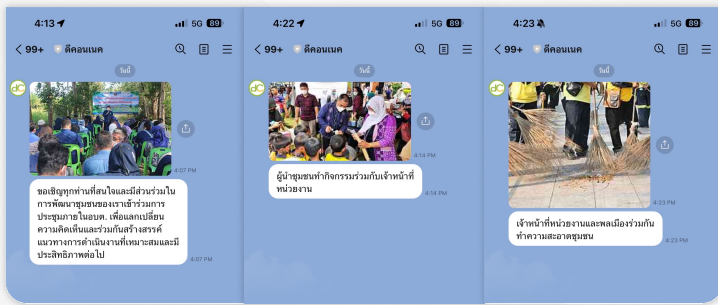 4:13
5G 89
99+ ดีคอนเนค
วันนี้
dC
4:07 PM
ขอเชิญทุกท่านที่สนใจและมีส่วนร่วมใน
การพัฒนาชุมชนของเราเข้าร่วมการ
ประชุมภายในอบต. เพื่อแลกเปลี่ยน
ความคิดเห็นและร่วมกันสร้างสรรค์
แนวทางการดำเนินงานที่เหมาะสมและมี
ประสิทธิภาพต่อไป
4:07 PM
4:22
5G 89
99+ ดีคอนเนค
วันนี้
dC
4:14 PM
ผู้นำชุมชนทำกิจกรรมร่วมกับเจ้าหน้าที่
หน่วยงาน
4:14 PM
4:23
5G 89
99+ ดีคอนเนค
วันนี้
dC
4:23 PM
เจ้าหน้าที่หน่วยงานและพลเมืองร่วมกัน
ทำความสะอาดชุมชน
4:23 PM